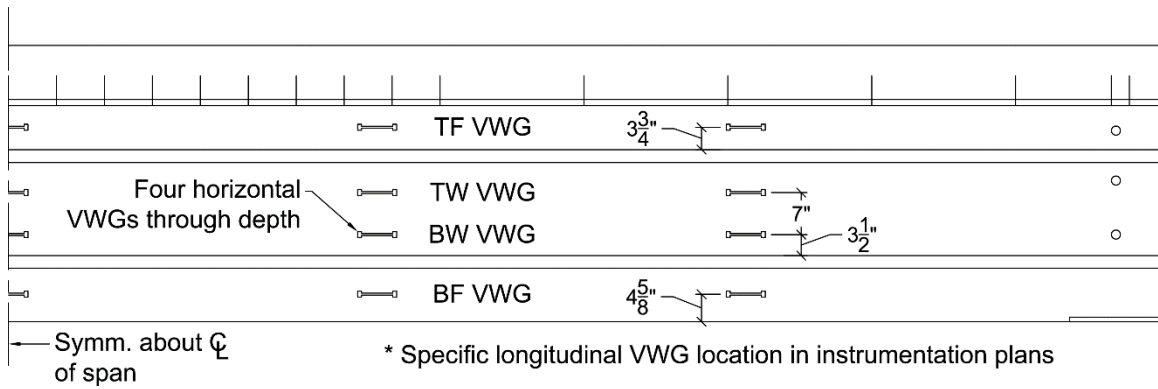 TF VWG
3 3/4"
Four horizontal
VWGs through depth
TW VWG
BW VWG
7"
3 1/2"
BF VWG
4 5/8"
Symm. about ℄
of span
* Specific longitudinal VWG location in instrumentation plans